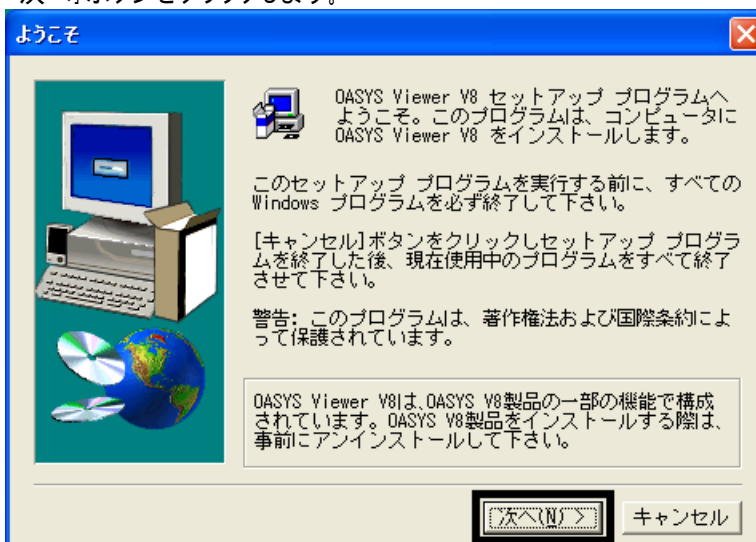 ようこそ
OASYS Viewer V8 セットアップ プログラムへ
ようこそ。このプログラムは、コンピュータに
OASYS Viewer V8 をインストールします。
このセットアップ プログラムを実行する前に、すべての
Windows プログラムを必ず終了して下さい。
[キャンセル]ボタンをクリックしセットアップ プログラ
ムを終了した後、現在使用中のプログラムをすべて終了
させて下さい。
警告: このプログラムは、著作権法および国際条約によ
って保護されています。
OASYS Viewer V8は、OASYS V8製品の一部の機能で構成
されています。OASYS V8製品をインストールする際は、
事前にアンインストールして下さい。
次へ(N) >
キャンセル